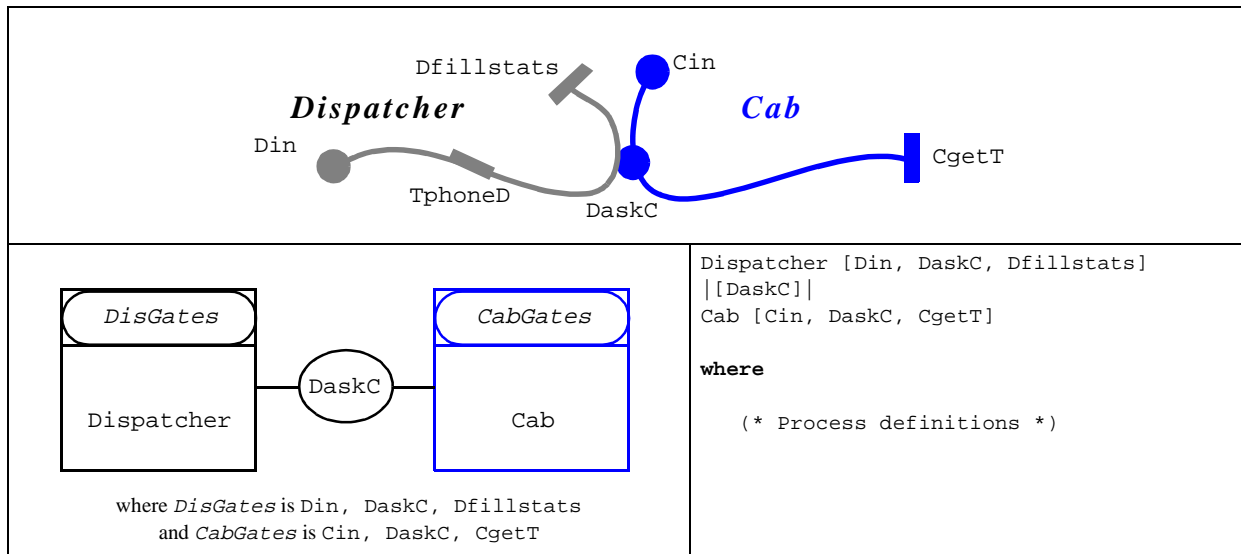 Dfillstats
Cin
Dispatcher
Cab
Din
CgetT
TphoneD
DaskC
DisGates
CabGates
DaskC
Dispatcher
Cab
where DisGates is Din, DaskC, Dfillstats
and CabGates is Cin, DaskC, CgetT
Dispatcher [Din, DaskC, Dfillstats]
|[DaskC]|
Cab [Cin, DaskC, CgetT]
where
(* Process definitions *)